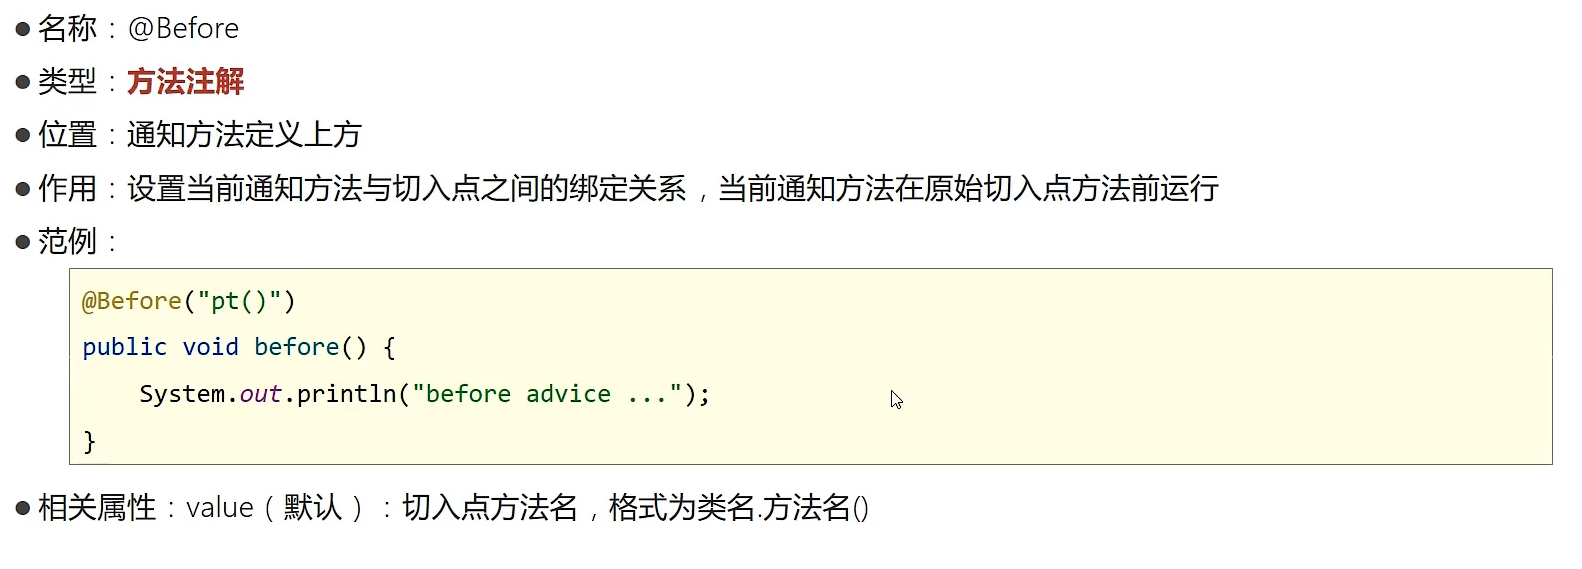 ● 名称：@Before
● 类型：方法注解
● 位置：通知方法定义上方
● 作用：设置当前通知方法与切入点之间的绑定关系，当前通知方法在原始切入点方法前运行
● 范例：
@Before("pt()")
public void before() {
    System.out.println("before advice ...");
}
● 相关属性：value（默认）：切入点方法名，格式为类名.方法名()